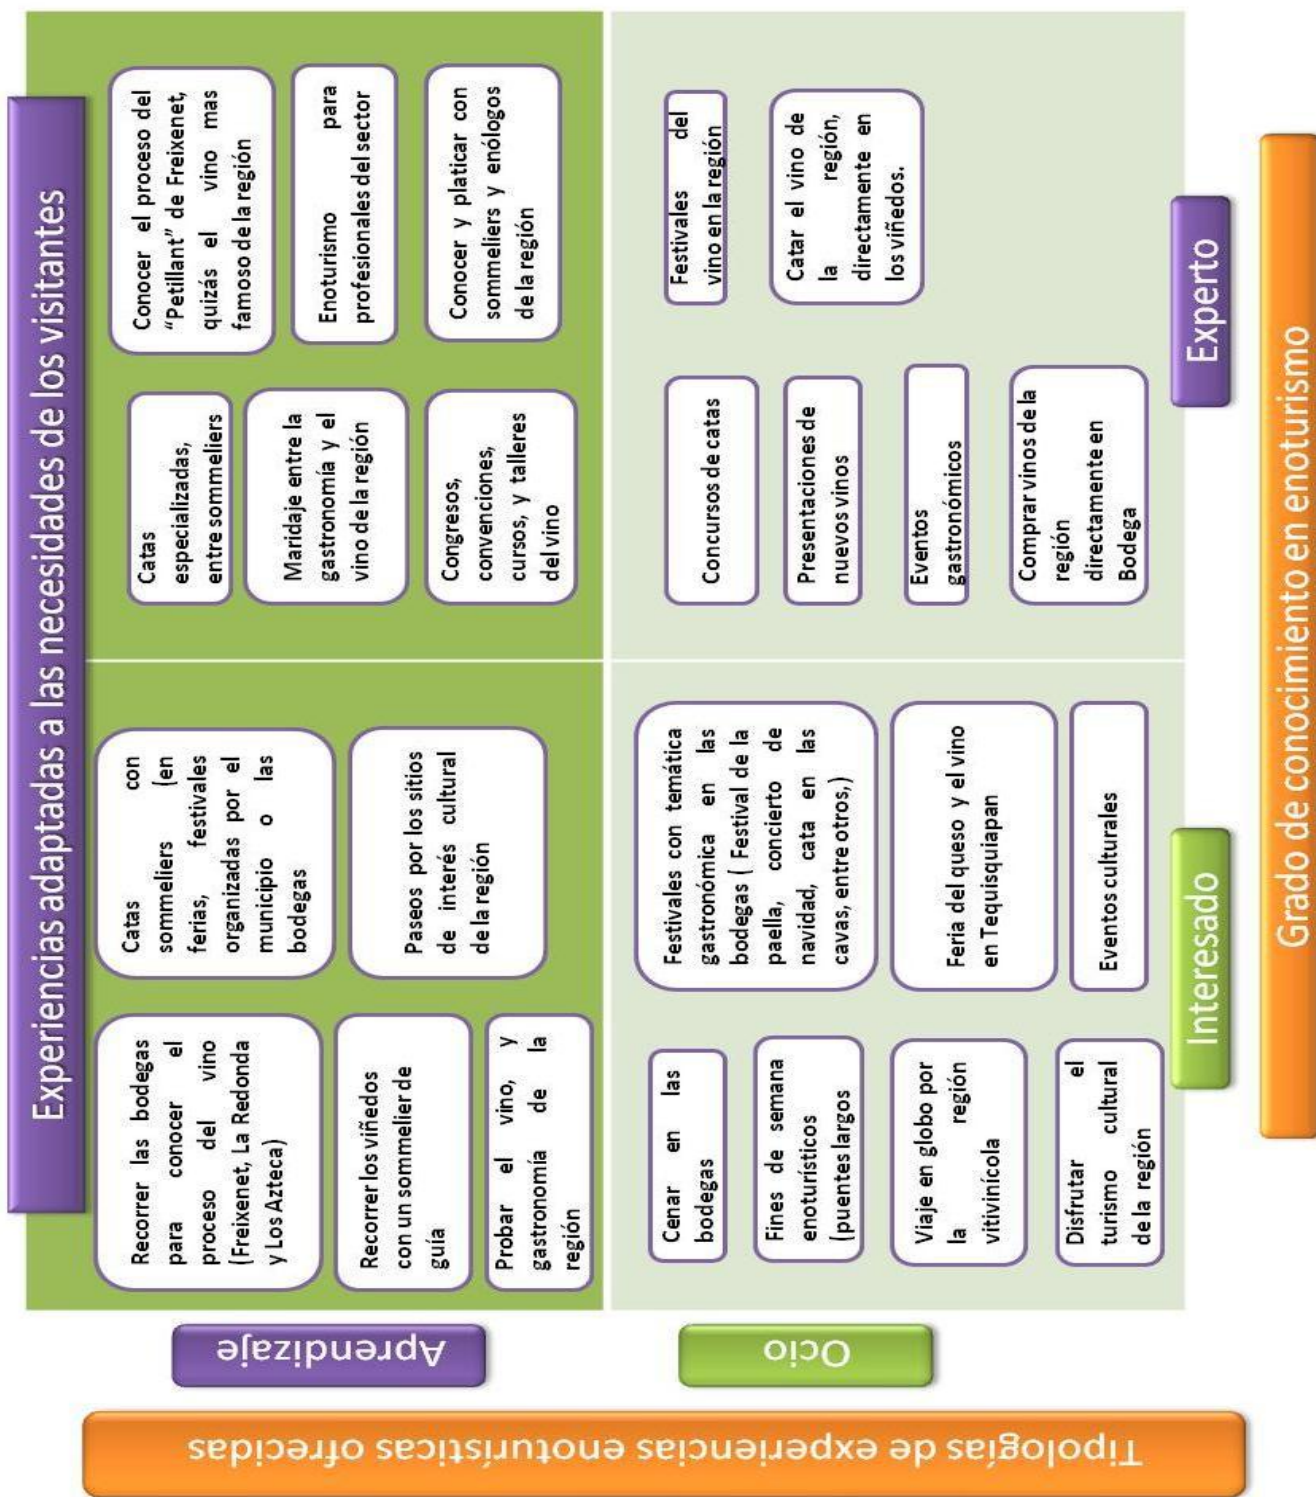 Experiencias adaptadas a las necesidades de los visitantes
Tipologías de experiencias enoturísticas ofrecidas
Aprendizaje
Recorrer las bodegas
para conocer el
proceso del vino
(Freixenet, La Redonda
y Los Azteca)
Recorrer los viñedos
con un sommelier de
guía
Probar el vino, y
gastronomía de la
región
Catas con
sommeliers (en
ferias, festivales
organizadas por el
municipio o las
bodegas
Paseos por los sitios
de interés cultural
de la región
Catas
especializadas,
entre sommeliers
Maridaje entre la
gastronomía y el
vino de la región
Congresos,
convenciones,
cursos, y talleres
del vino
Conocer el proceso del
“Petillant” de Freixenet,
quizás el vino mas
famoso de la región
Enoturismo para
profesionales del sector
Conocer y platicar con
sommeliers y enólogos
de la región
Ocio
Cenar en las
bodegas
Fines de semana
enoturísticos
(puentes largos)
Viaje en globo por
la región
vitivinícola
Disfrutar el
turismo cultural
de la región
Festivales con temática
gastronómica en las
bodegas ( Festival de la
paella, concierto de
navidad, cata en las
cavas, entre otros,)
Feria del queso y el vino
en Tequisquiapan
Eventos culturales
Concursos de catas
Presentaciones de
nuevos vinos
Eventos
gastronómicos
Comprar vinos de la
región
directamente en
Bodega
Festivales del
vino en la región
Catar el vino de
la región,
directamente en
los viñedos.
Interesado
Experto
Grado de conocimiento en enoturismo